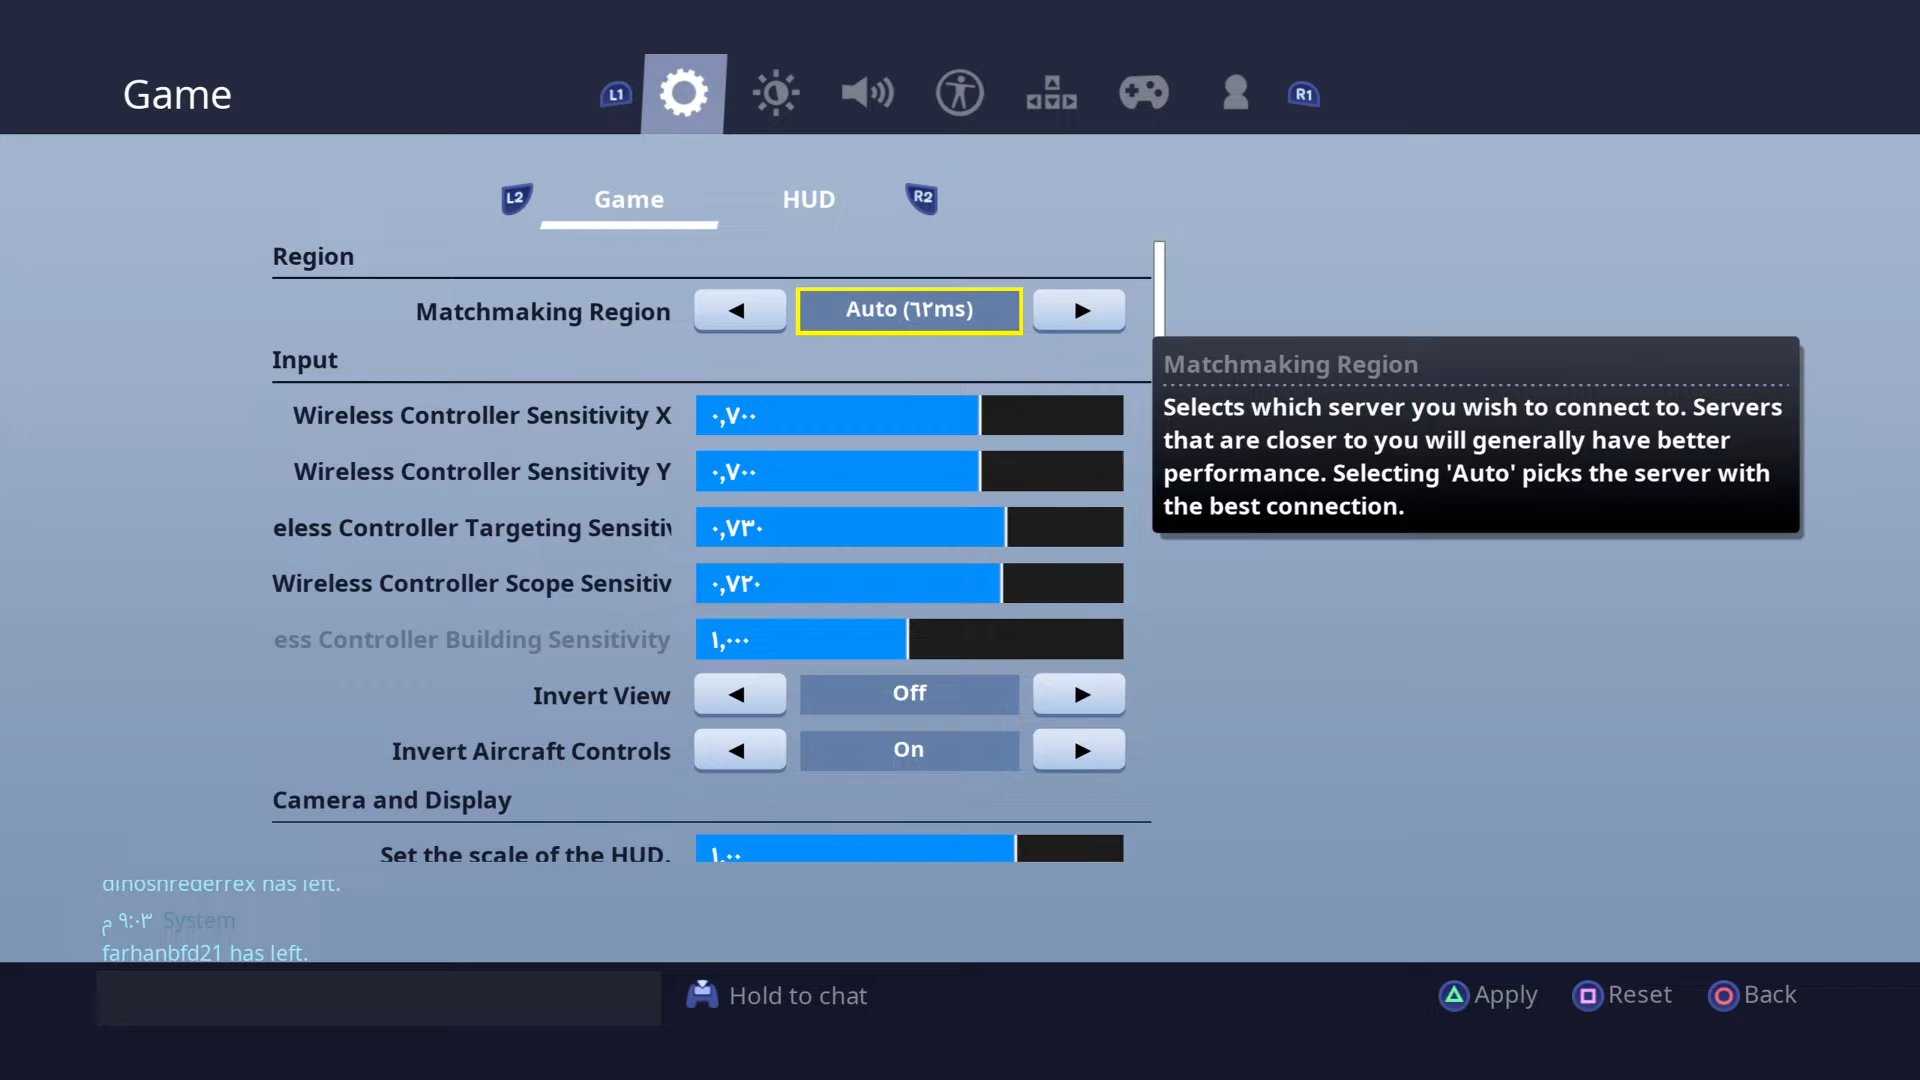 Game
L1
R1
L2
Game
HUD
R2
Region
Matchmaking Region
Auto (٦٢ms)
Input
Wireless Controller Sensitivity X
٠,٧٠٠
Wireless Controller Sensitivity Y
٠,٧٠٠
eless Controller Targeting Sensitiv
٠,٧٣٠
Wireless Controller Scope Sensitiv
٠,٧٢٠
ess Controller Building Sensitivity
١,٠٠٠
Invert View
Off
Invert Aircraft Controls
On
Camera and Display
Set the scale of the HUD.
١,٠٠
Matchmaking Region
Selects which server you wish to connect to. Servers
that are closer to you will generally have better
performance. Selecting 'Auto' picks the server with
the best connection.
dinoshrederrex has left.
٩:٠٣ م System
farhanbfd21 has left.
Hold to chat
Apply
Reset
Back